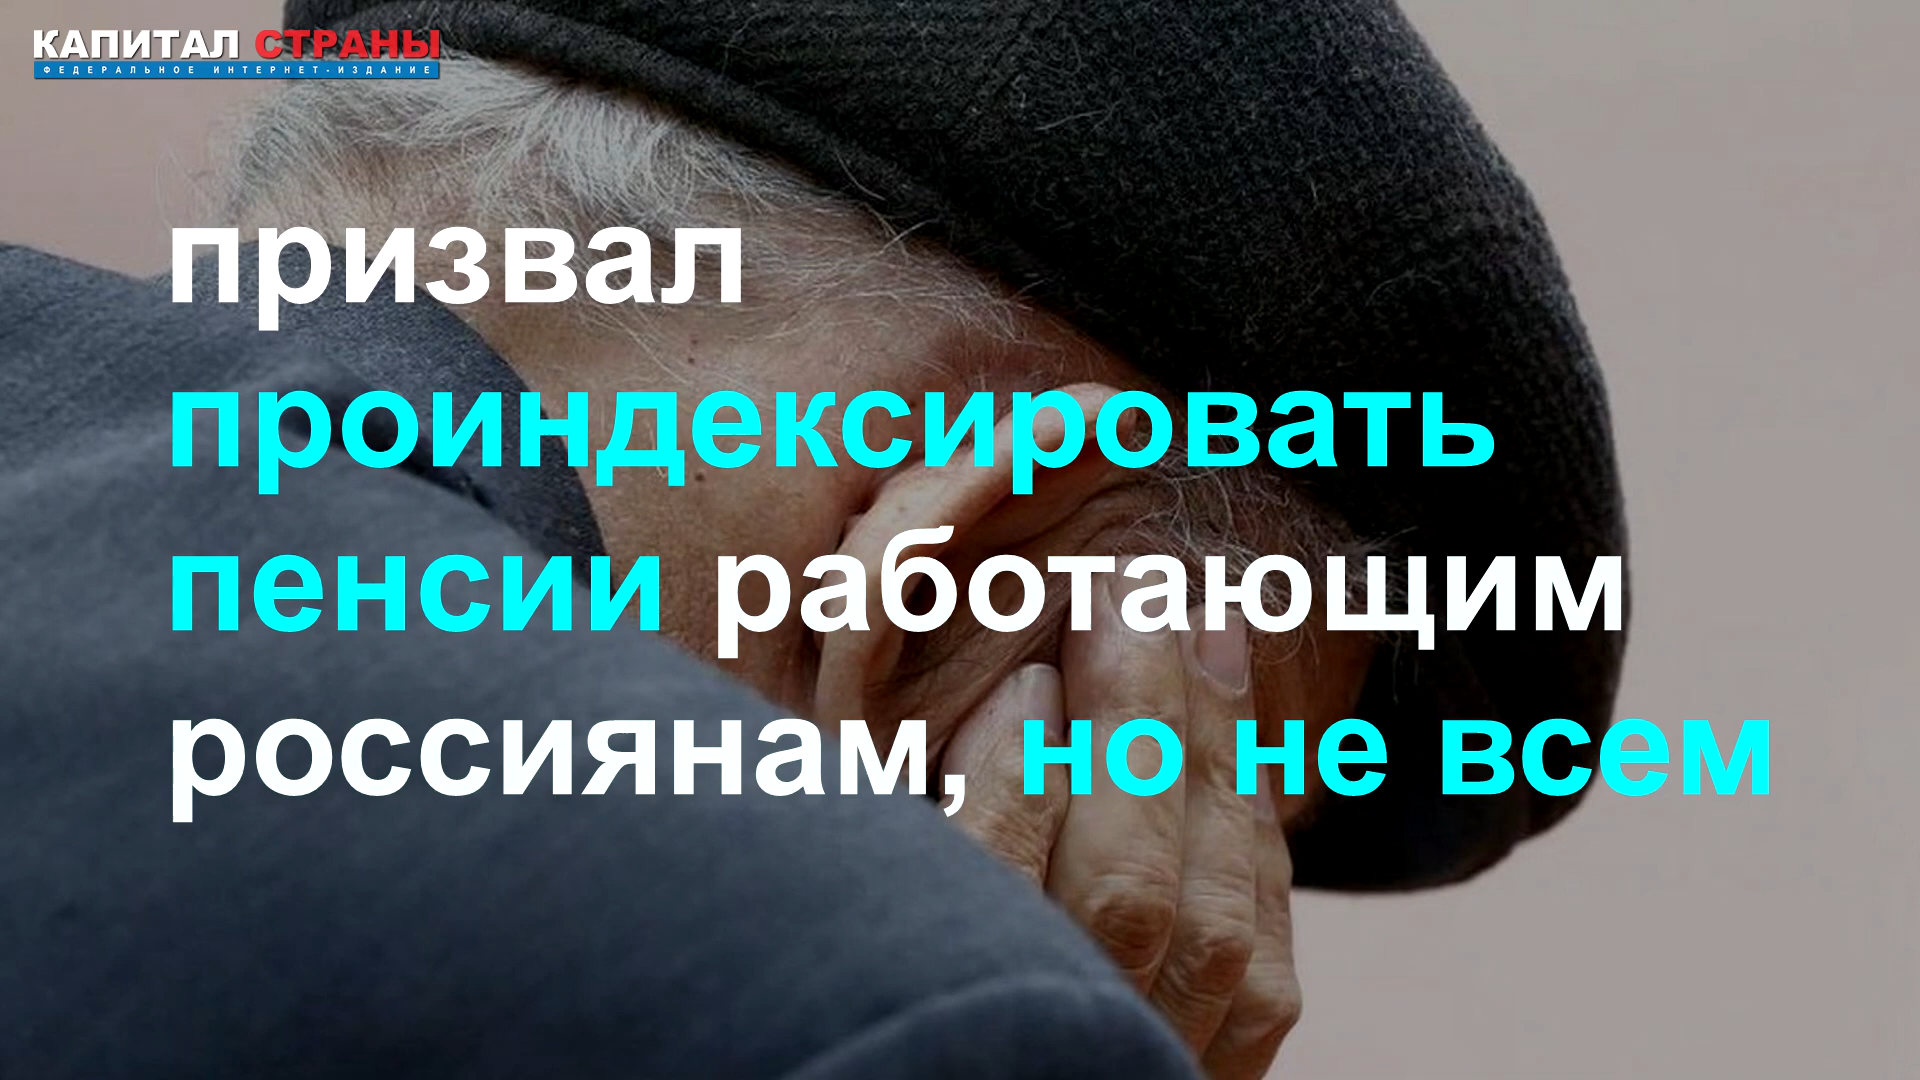 КАПИТАЛ СТРАНЫ
ФЕДЕРАЛЬНОЕ ИНТЕРНЕТ-ИЗДАНИЕ
призвал
проиндексировать
пенсии работающим
россиянам, но не всем